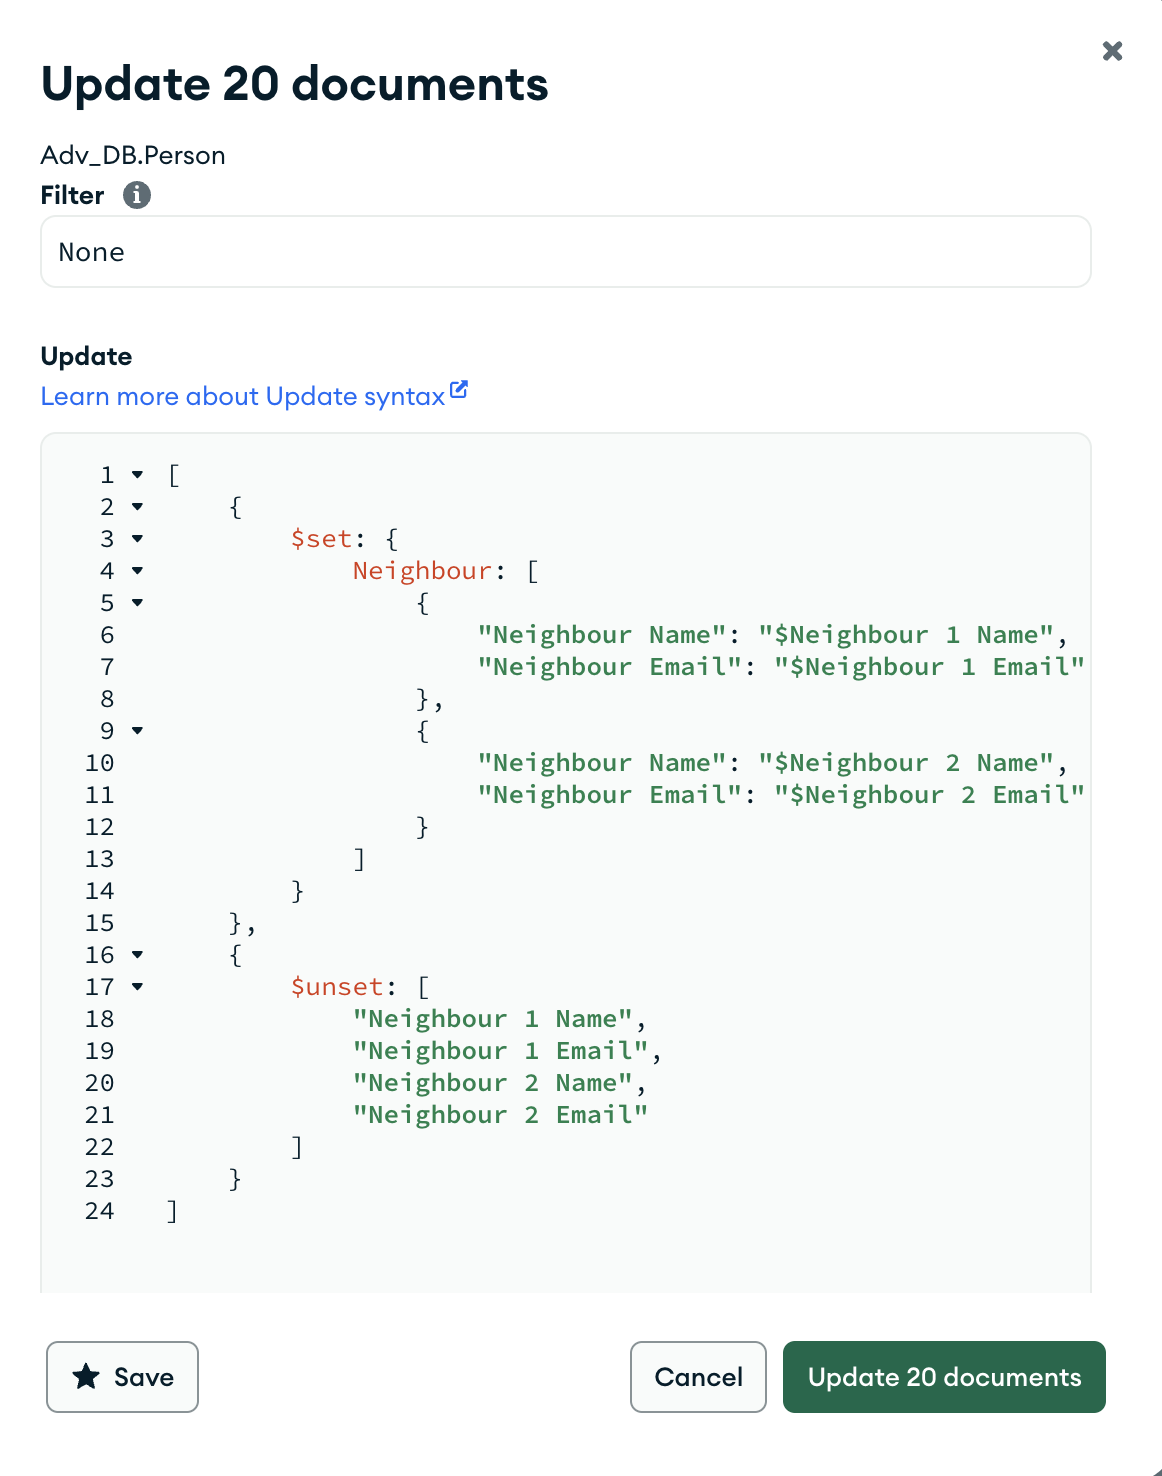 Update 20 documents
Adv_DB.Person
Filter
None
Update
Learn more about Update syntax
1 [
2     {
3         $set: {
4             Neighbour: [
5                 {
6                     "Neighbour Name": "$Neighbour 1 Name",
7                     "Neighbour Email": "$Neighbour 1 Email"
8                 },
9                 {
10                     "Neighbour Name": "$Neighbour 2 Name",
11                     "Neighbour Email": "$Neighbour 2 Email"
12                 }
13             ]
14         }
15     },
16     {
17         $unset: [
18             "Neighbour 1 Name",
19             "Neighbour 1 Email",
20             "Neighbour 2 Name",
21             "Neighbour 2 Email"
22         ]
23     }
24 ]
Save Cancel Update 20 documents